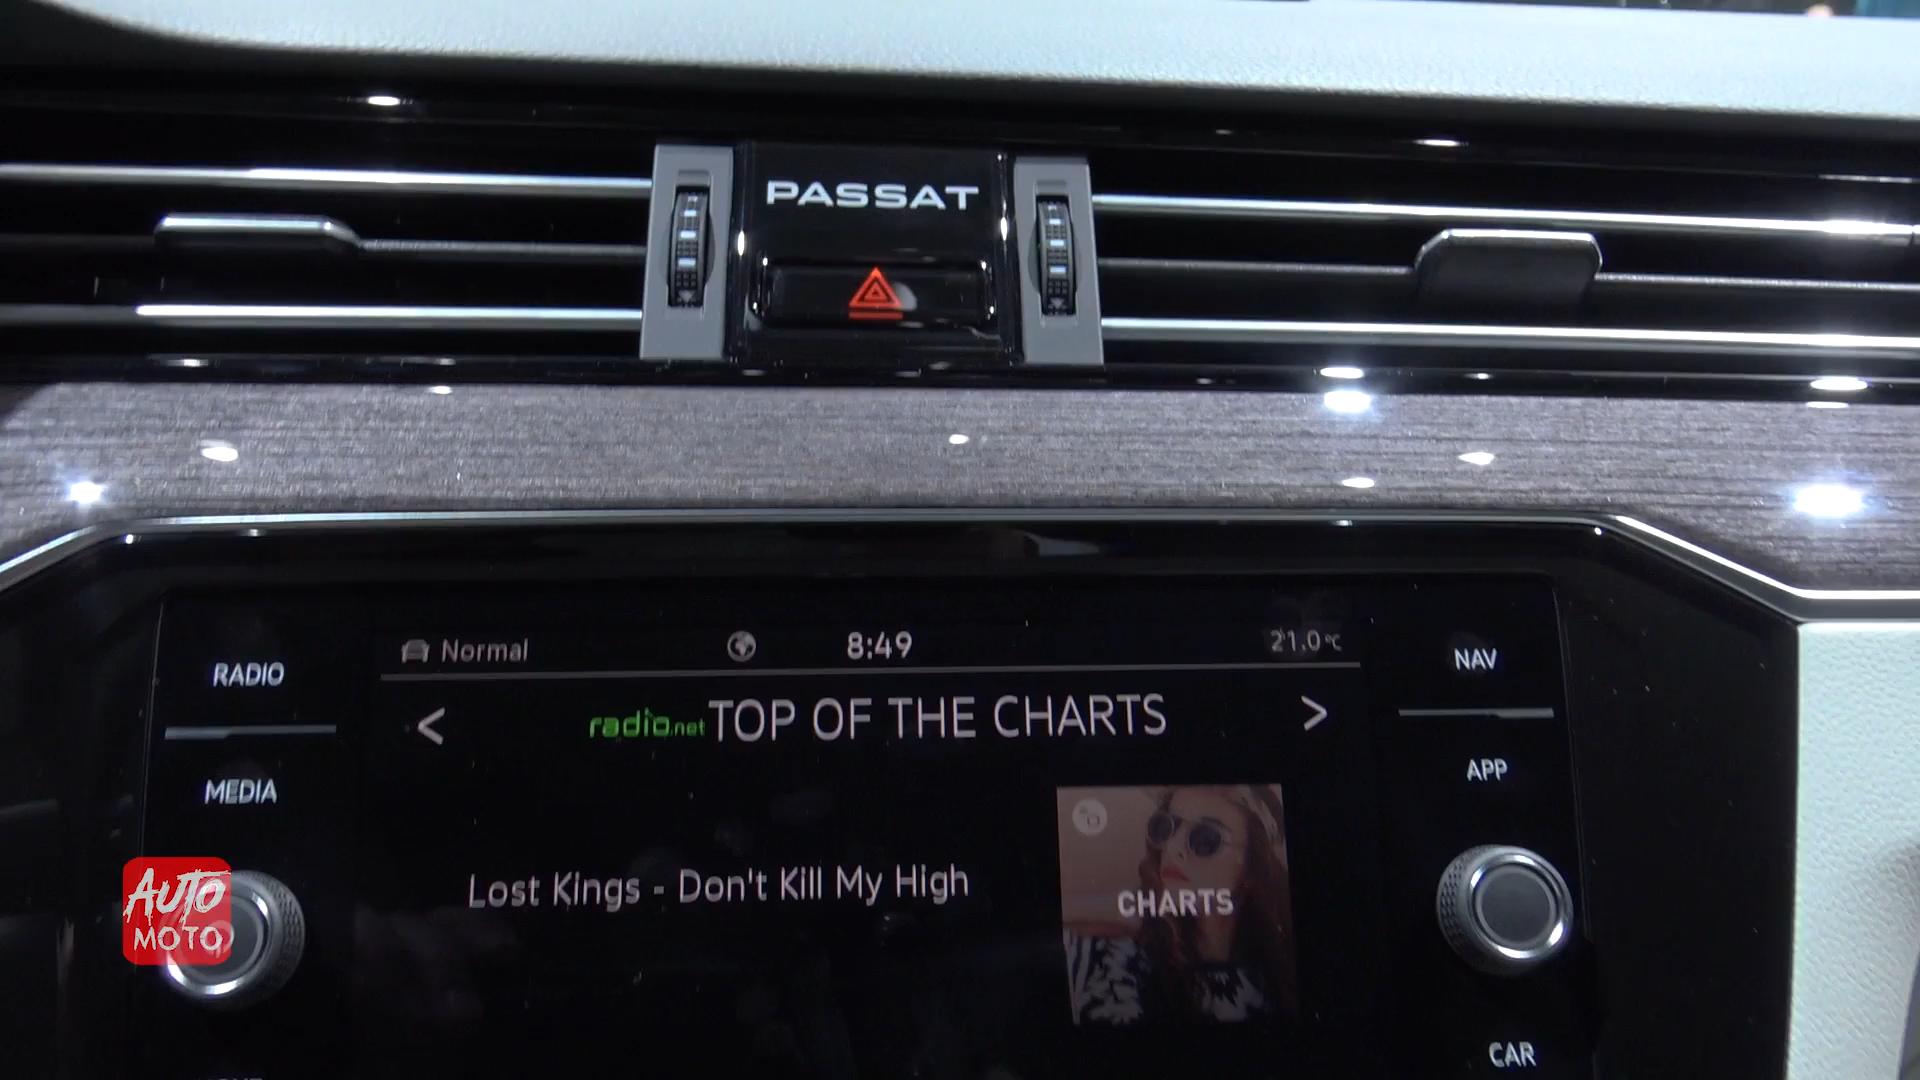 PASSAT
Normal
8:49
21.0°C
RADIO
NAV
radio.net TOP OF THE CHARTS
< >
MEDIA
APP
Lost Kings - Don't Kill My High
CHARTS
AUTO
MOTO
CAR